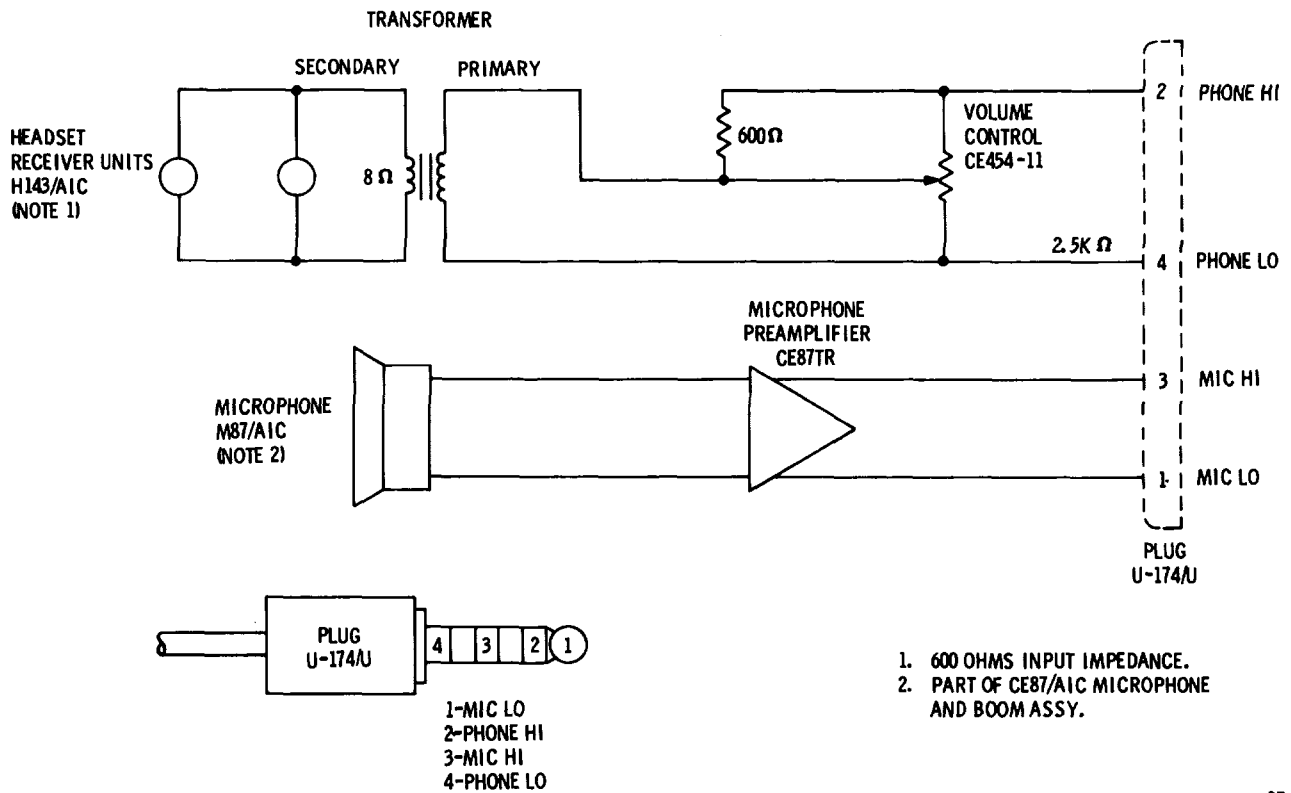 TRANSFORMER
SECONDARY
PRIMARY
HEADSET
RECEIVER UNITS
H143/AIC
(NOTE 1)
8 Ω
600Ω
VOLUME
CONTROL
CE454-11
2.5K Ω
2
PHONE HI
4
PHONE LO
MICROPHONE
M87/AIC
(NOTE 2)
MICROPHONE
PREAMPLIFIER
CE87TR
3
MIC HI
1
MIC LO
PLUG
U-174/U
PLUG
U-174/U
4 3 2 1
1-MIC LO
2-PHONE HI
3-MIC HI
4-PHONE LO
1. 600 OHMS INPUT IMPEDANCE.
2. PART OF CE87/AIC MICROPHONE
AND BOOM ASSY.